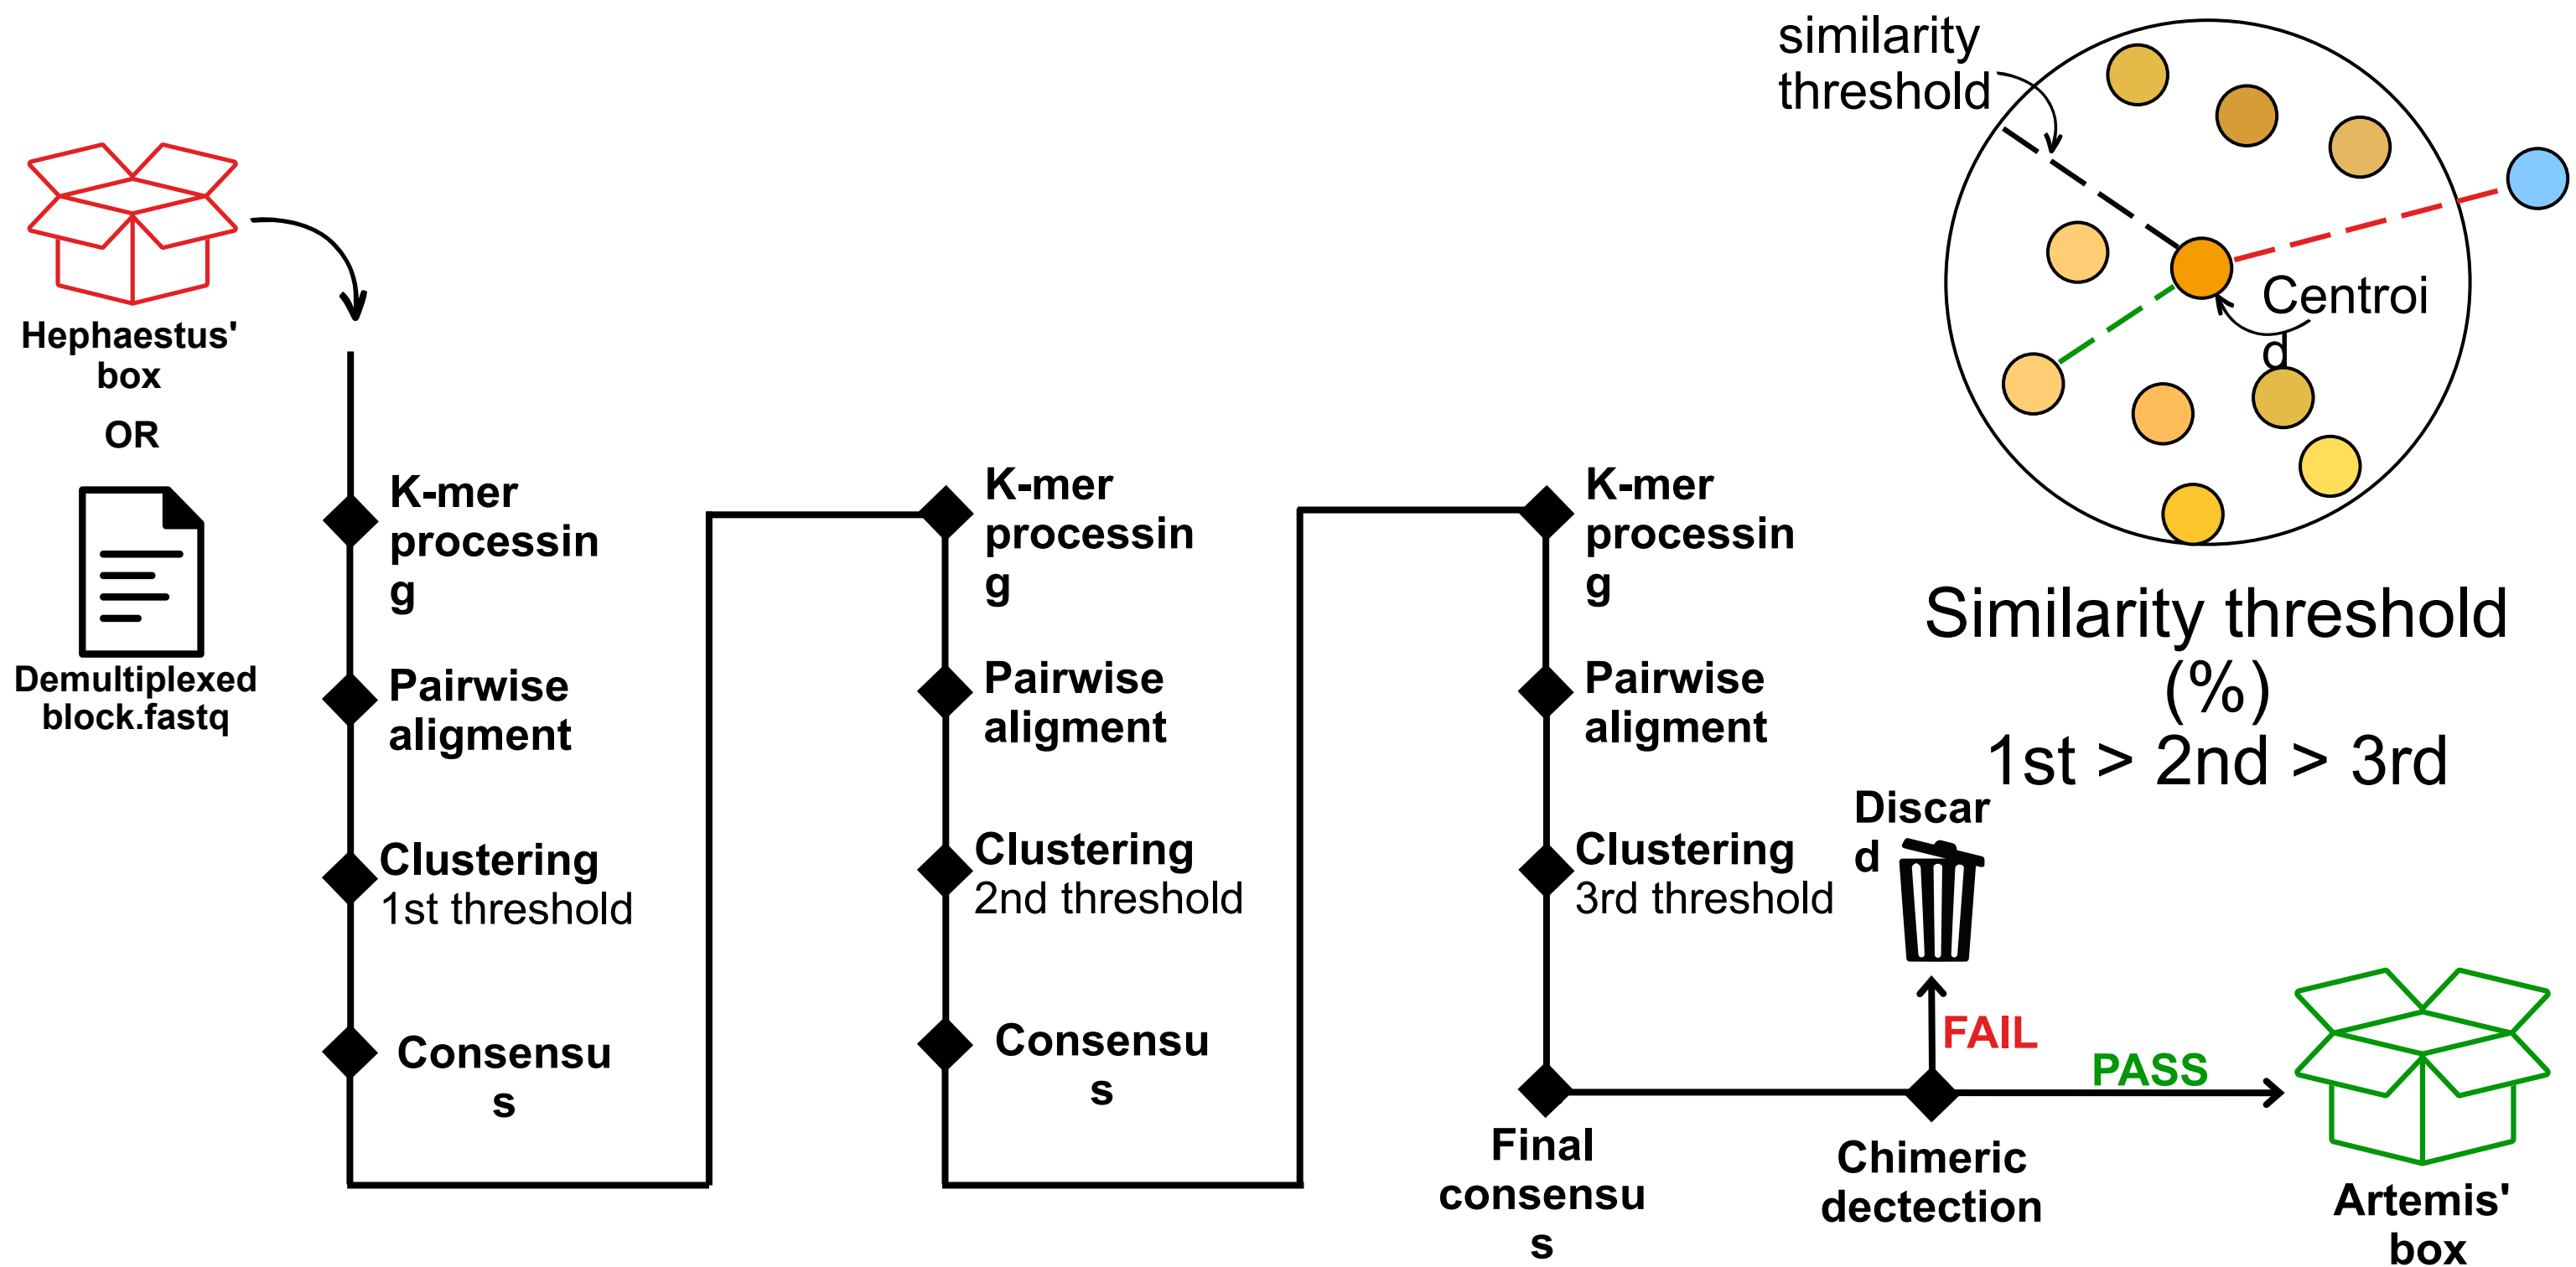 Hephaestus'
box
OR
Demultiplexed
block.fastq
K-mer
processin
g
Pairwise
aligment
Clustering
1st threshold
Consensu
s
K-mer
processin
g
Pairwise
aligment
Clustering
2nd threshold
Consensu
s
K-mer
processin
g
Pairwise
aligment
Clustering
3rd threshold
Final
consensu
s
Chimeric
dectection
Discar
d
FAIL
PASS
Artemis'
box
similarity
threshold
Centroi
d
Similarity threshold
(%)
1st > 2nd > 3rd